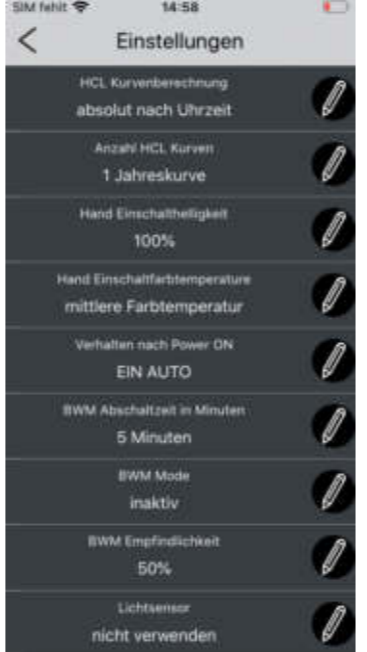 SIM fehlt
14:58
Einstellungen
HCL Kurvenberechnung
absolut nach Uhrzeit
Anzahl HCL Kurven
1 Jahreskurve
Hand Einschalthelligkeit
100%
Hand Einschaltfarbtemperature
mittlere Farbtemperatur
Verhalten nach Power ON
EIN AUTO
BWM Abschaltzeit in Minuten
5 Minuten
BWM Mode
inaktiv
BWM Empfindlichkeit
50%
Lichtsensor
nicht verwenden